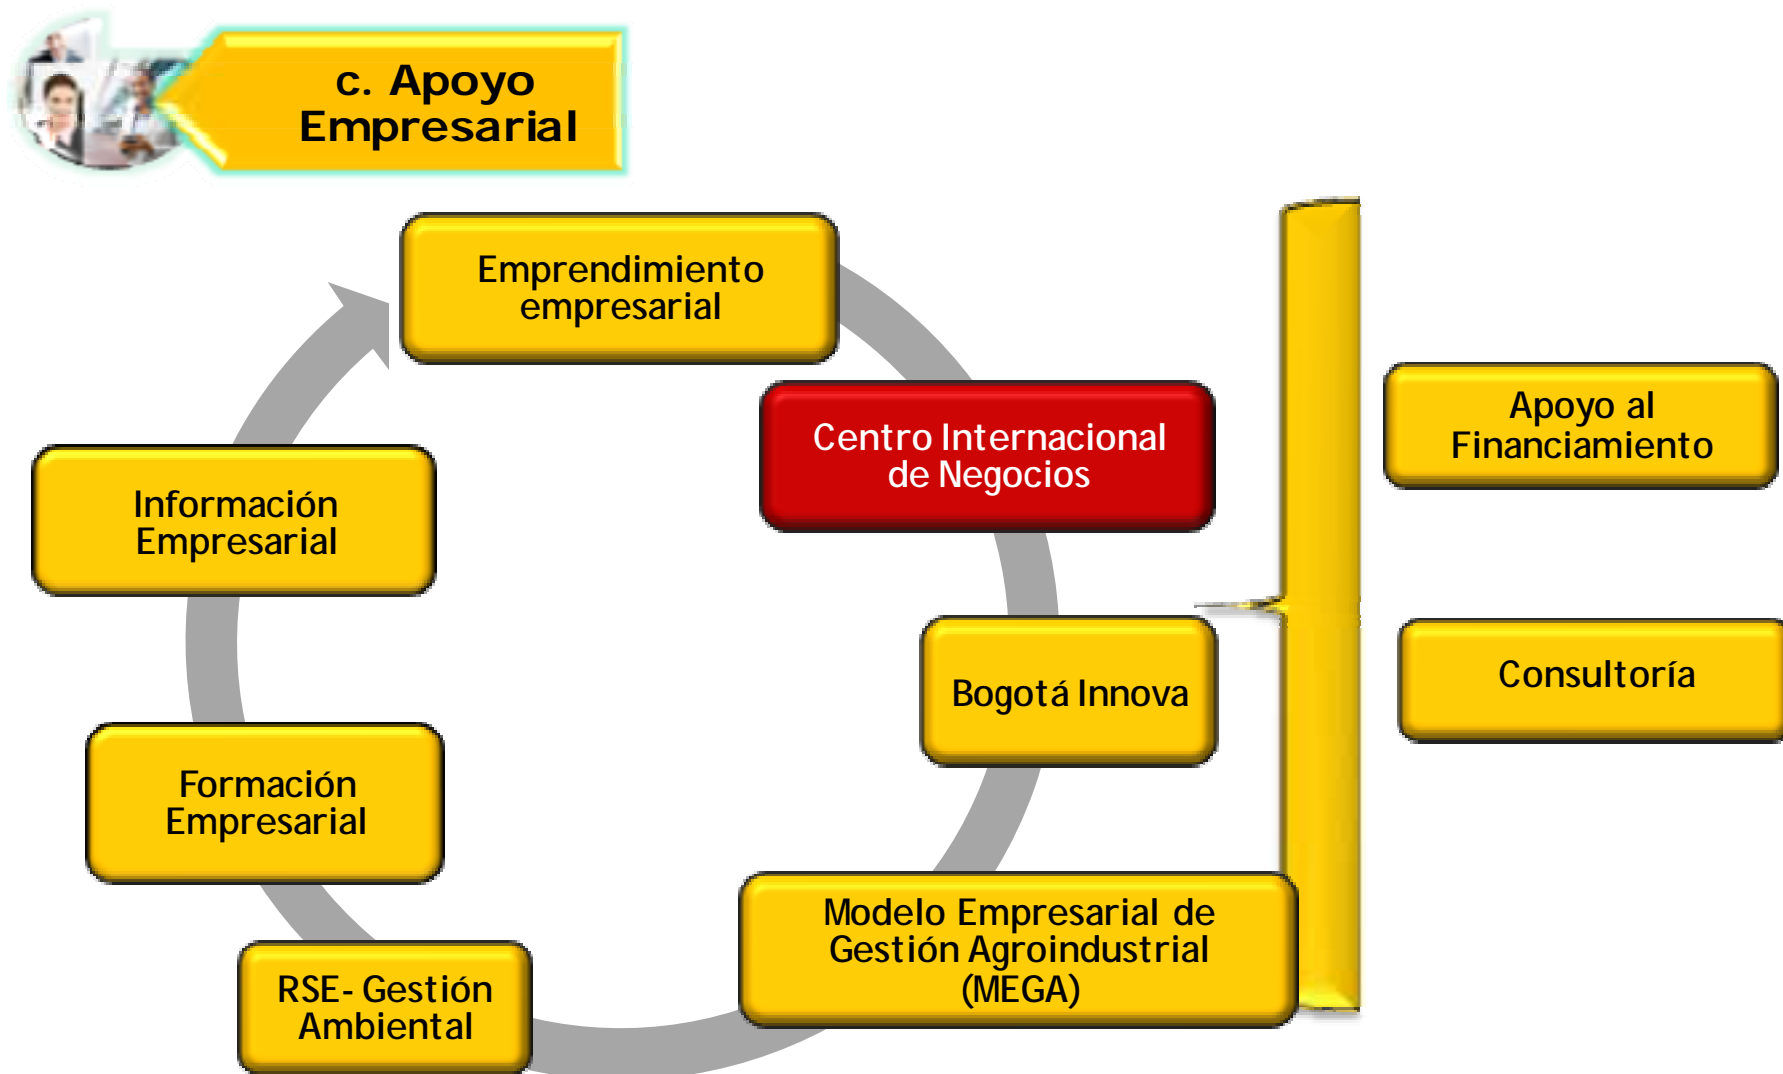 c. Apoyo
Empresarial
Emprendimiento
empresarial
Centro Internacional
de Negocios
Apoyo al
Financiamiento
Información
Empresarial
Bogotá Innova
Consultoría
Formación
Empresarial
Modelo Empresarial de
Gestión Agroindustrial
(MEGA)
RSE- Gestión
Ambiental